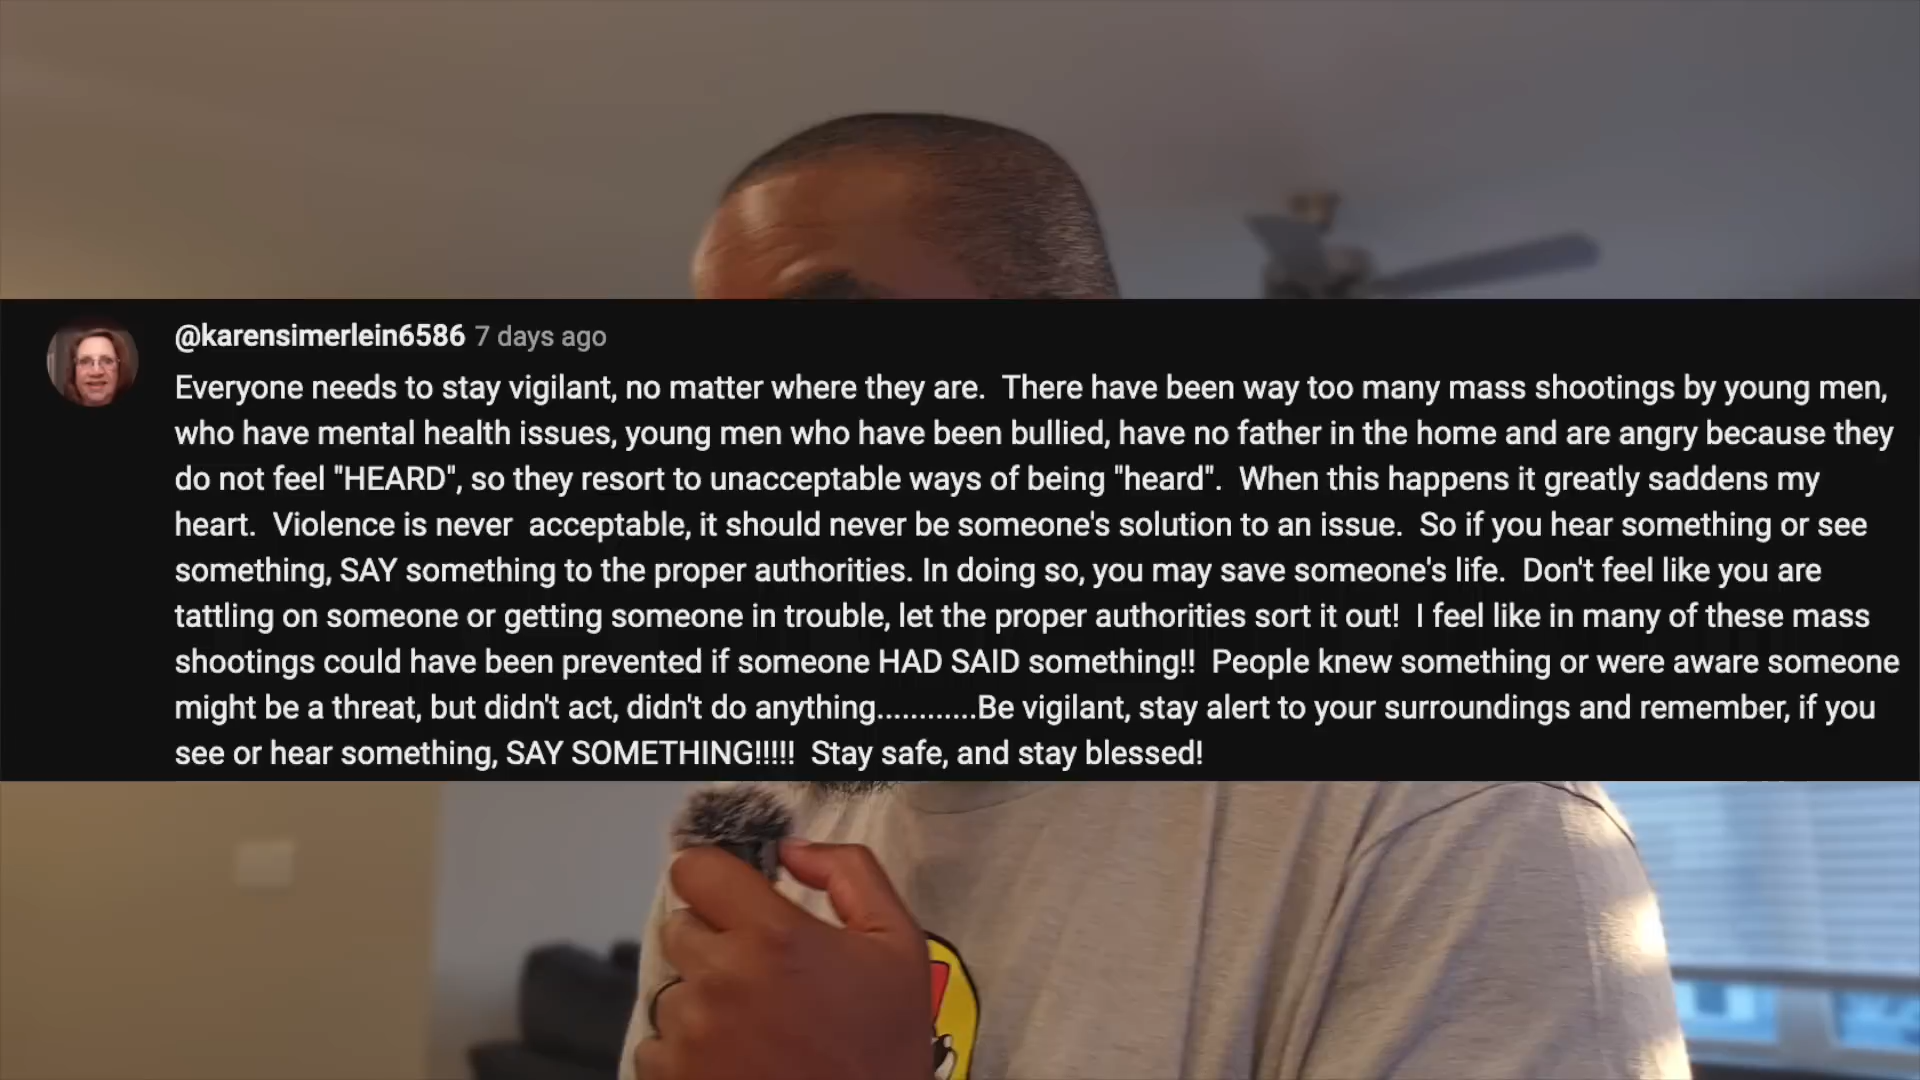 @karensimerlein6586 7 days ago
Everyone needs to stay vigilant, no matter where they are.  There have been way too many mass shootings by young men,
who have mental health issues, young men who have been bullied, have no father in the home and are angry because they
do not feel "HEARD", so they resort to unacceptable ways of being "heard".  When this happens it greatly saddens my
heart.  Violence is never  acceptable, it should never be someone's solution to an issue.  So if you hear something or see
something, SAY something to the proper authorities. In doing so, you may save someone's life.  Don't feel like you are
tattling on someone or getting someone in trouble, let the proper authorities sort it out!  I feel like in many of these mass
shootings could have been prevented if someone HAD SAID something!!  People knew something or were aware someone
might be a threat, but didn't act, didn't do anything............Be vigilant, stay alert to your surroundings and remember, if you
see or hear something, SAY SOMETHING!!!!!  Stay safe, and stay blessed!